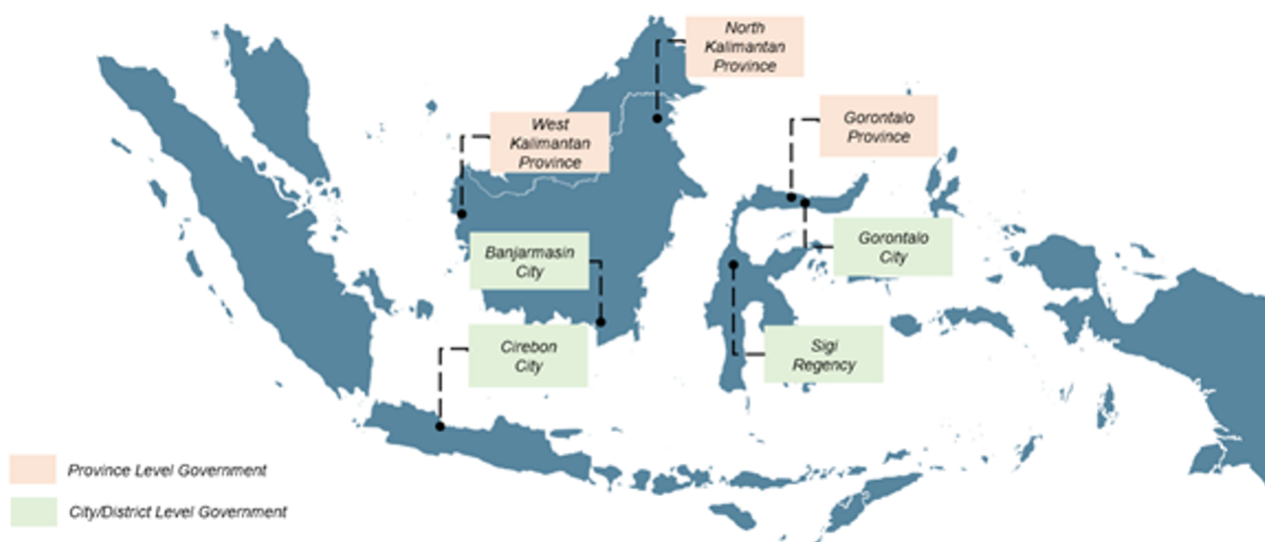 North
Kalimantan
Province
West
Kalimantan
Province
Gorontalo
Province
Banjarmasin
City
Gorontalo
City
Cirebon
City
Sigi
Regency
Province Level Government
City/District Level Government